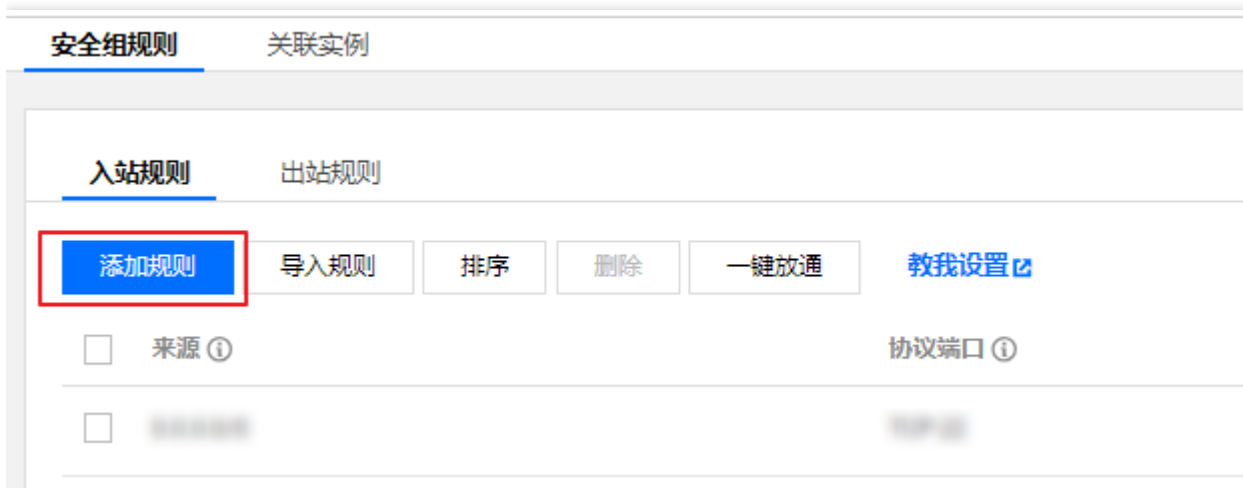 安全组规则 关联实例
入站规则 出站规则
添加规则 导入规则 排序 删除 一键放通 教我设置
来源 协议端口